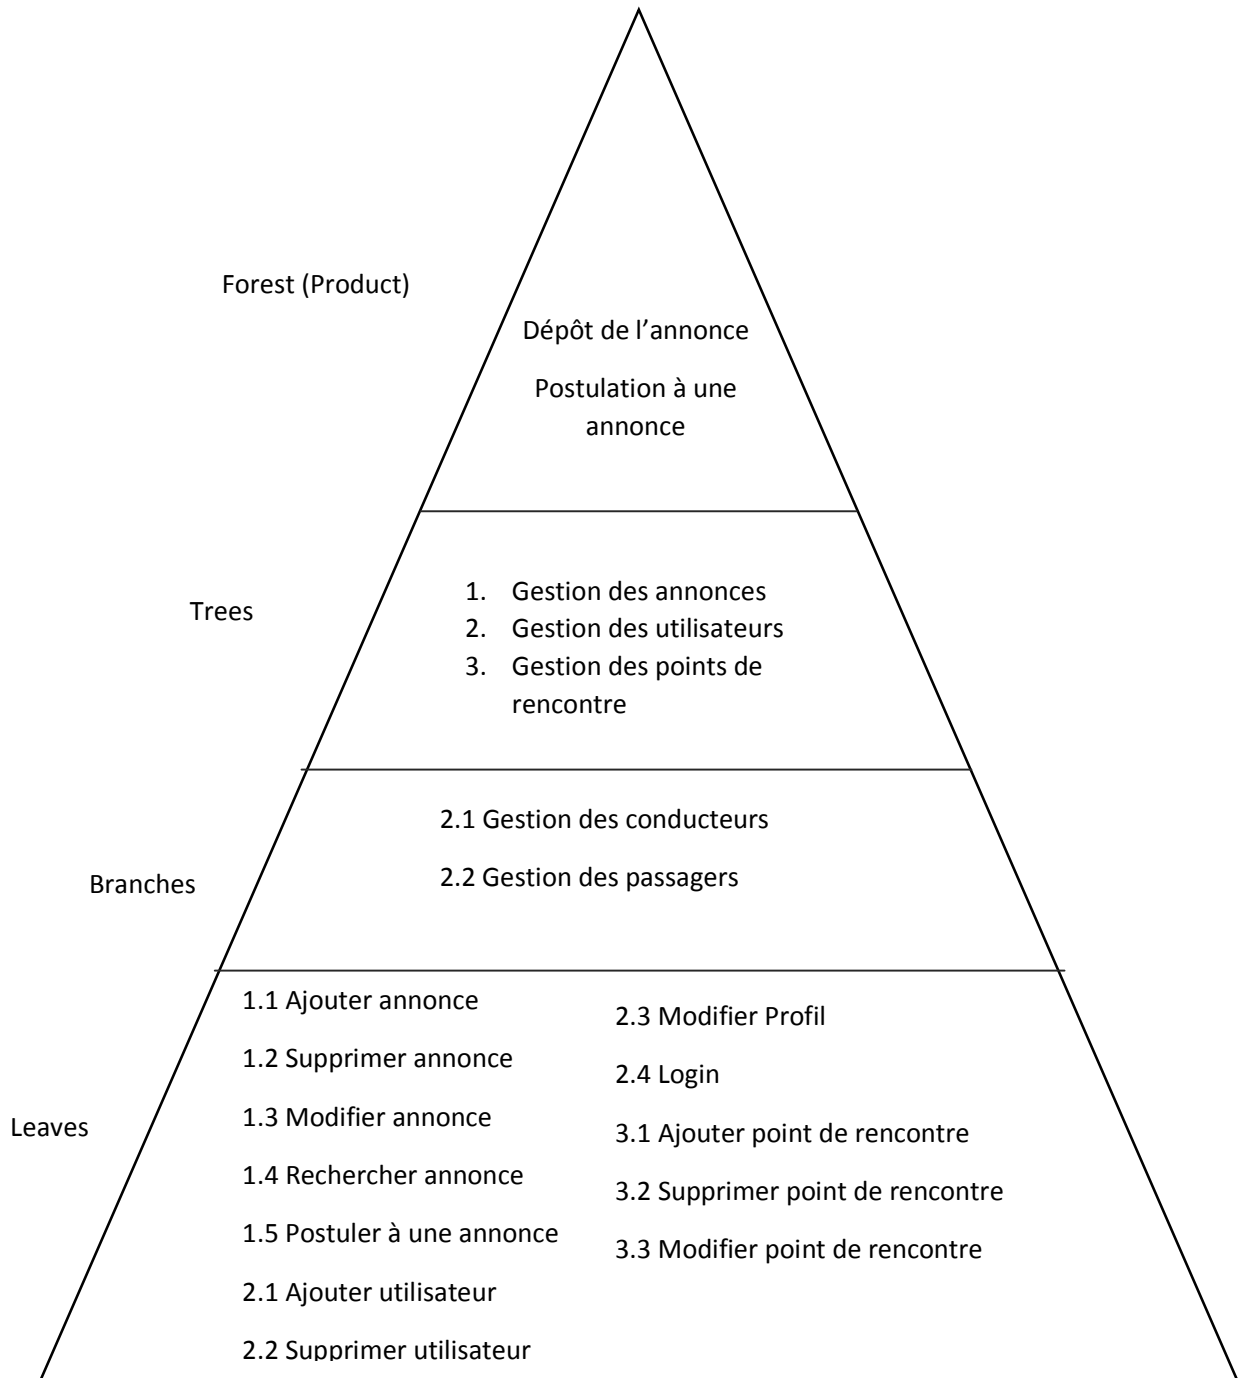 Forest (Product)
Dépôt de l’annonce
Postulation à une
annonce
Trees
1. Gestion des annonces
2. Gestion des utilisateurs
3. Gestion des points de
rencontre
Branches
2.1 Gestion des conducteurs
2.2 Gestion des passagers
Leaves
1.1 Ajouter annonce
1.2 Supprimer annonce
1.3 Modifier annonce
1.4 Rechercher annonce
1.5 Postuler à une annonce
2.1 Ajouter utilisateur
2.2 Supprimer utilisateur
2.3 Modifier Profil
2.4 Login
3.1 Ajouter point de rencontre
3.2 Supprimer point de rencontre
3.3 Modifier point de rencontre